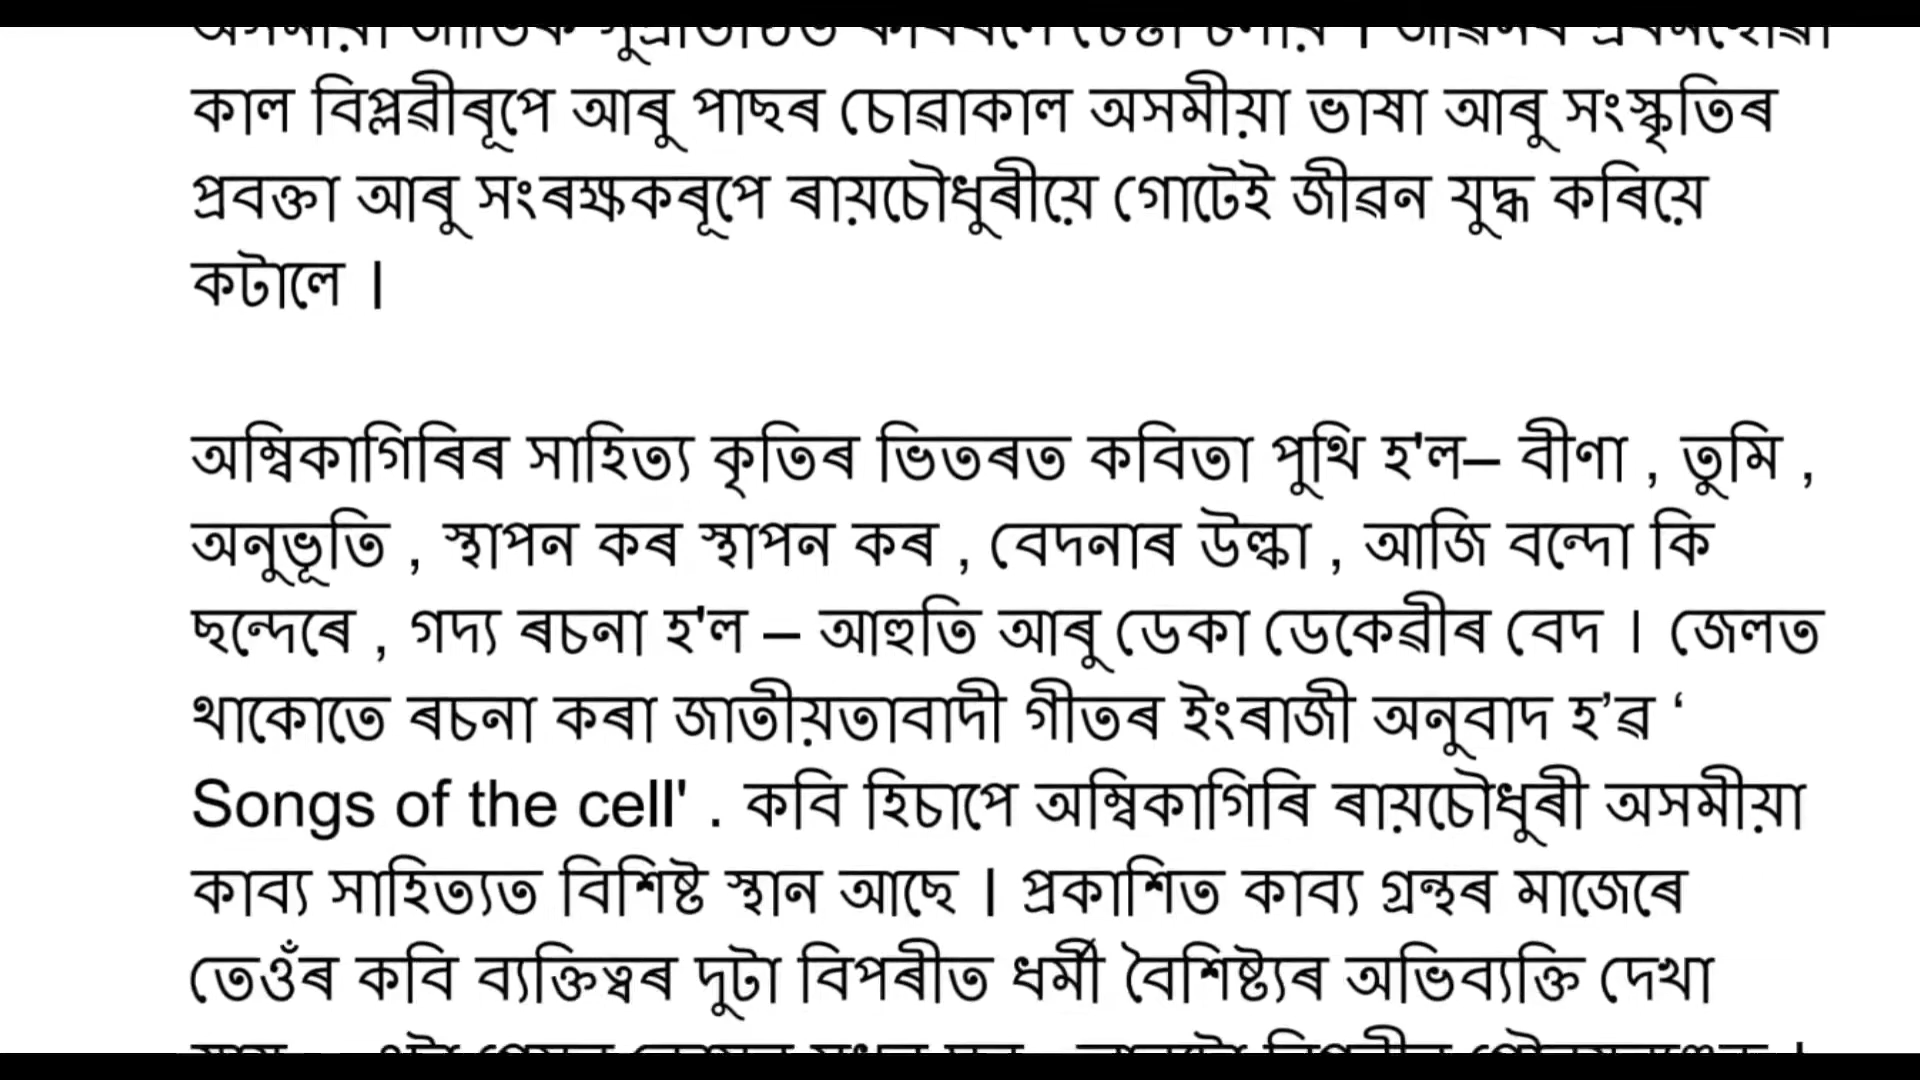 কাল বিপ্লৱীৰূপে আৰু পাছৰ চোৱাকাল অসমীয়া ভাষা আৰু সংস্কৃতিৰ
প্ৰবক্তা আৰু সংৰক্ষকৰূপে ৰায়চৌধুৰীয়ে গোটেই জীৱন যুদ্ধ কৰিয়ে
কটালে ।
অম্বিকাগিৰিৰ সাহিত্য কৃতিৰ ভিতৰত কবিতা পুথি হ'ল– বীণা , তুমি ,
অনুভূতি , স্থাপন কৰ স্থাপন কৰ , বেদনাৰ উল্কা , আজি বন্দো কি
ছন্দেৰে , গদ্য ৰচনা হ'ল – আহুতি আৰু ডেকা ডেকেৱীৰ বেদ । জেলত
থাকোতে ৰচনা কৰা জাতীয়তাবাদী গীতৰ ইংৰাজী অনুবাদ হ’ৱ ‘
Songs of the cell' . কবি হিচাপে অম্বিকাগিৰি ৰায়চৌধুৰী অসমীয়া
কাব্য সাহিত্যত বিশিষ্ট স্থান আছে । প্ৰকাশিত কাব্য গ্ৰন্থৰ মাজেৰে
তেওঁৰ কবি ব্যক্তিত্বৰ দুটা বিপৰীত ধৰ্মী বৈশিষ্ট্যৰ অভিব্যক্তি দেখা